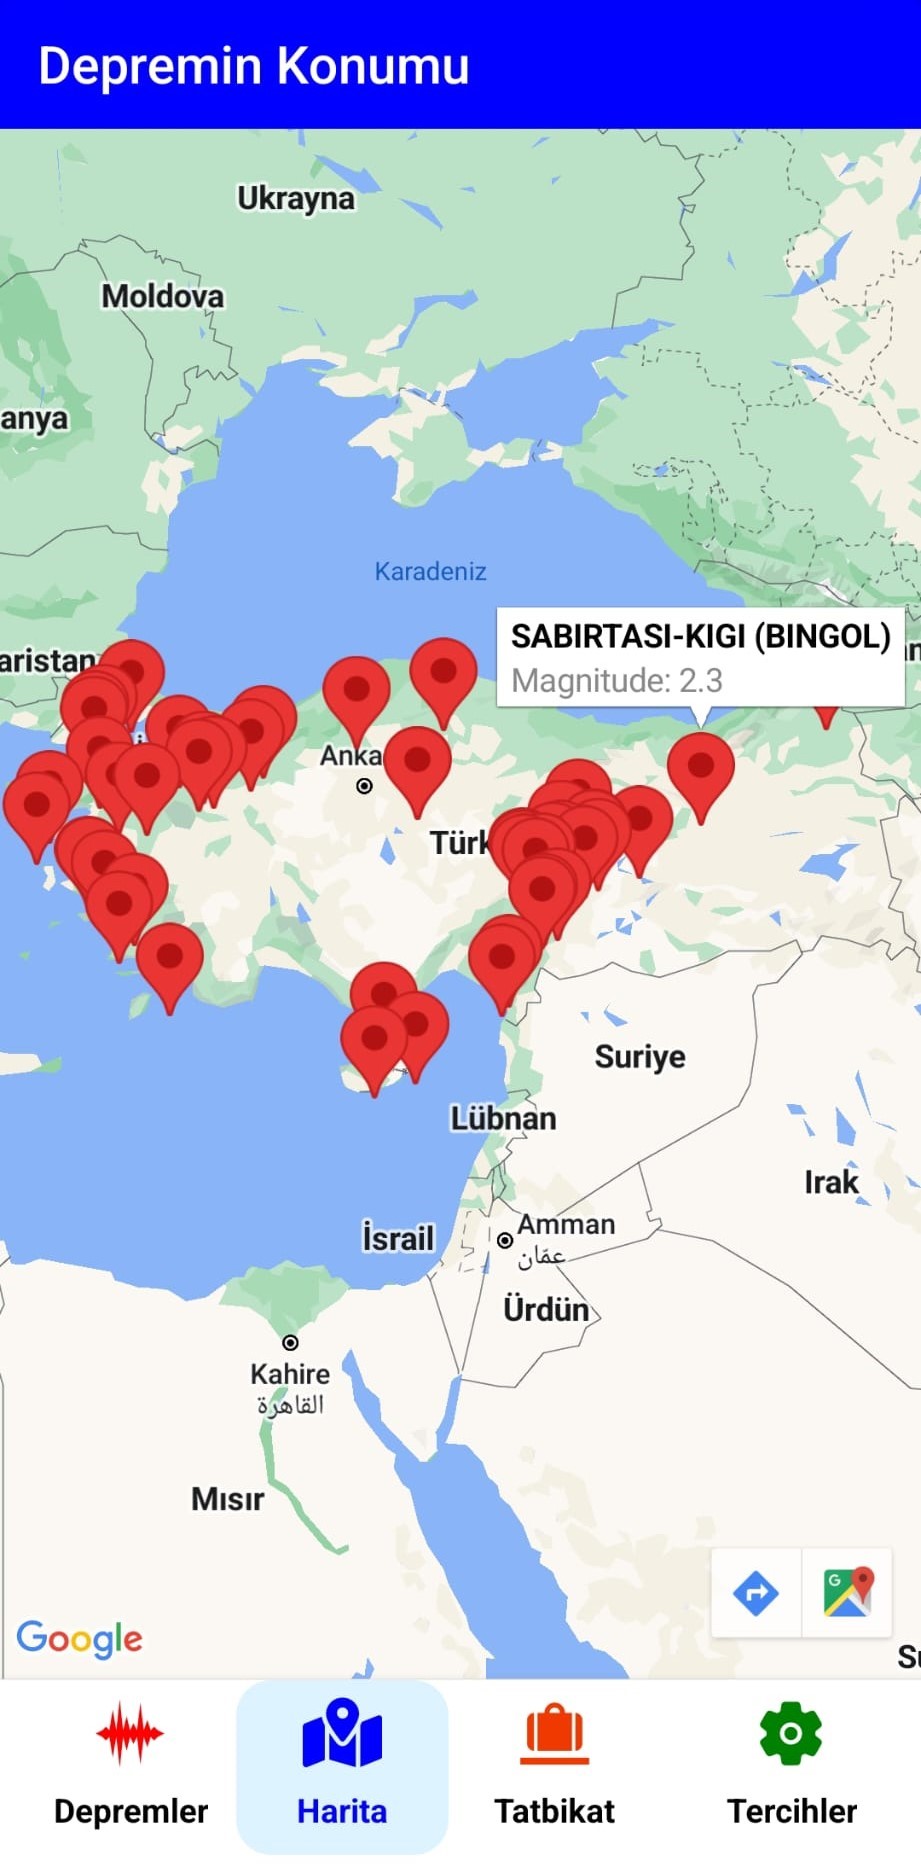 Depremin Konumu
Ukrayna
Moldova
anya
Karadeniz
SABIRTASI-KIGI (BINGOL)
Magnitude: 2.3
aristan
Anka
Türk
Suriye
Lübnan
Irak
İsrail
Amman
عمّان
Ürdün
Kahire
القاهرة
Mısır
G
Google
Depremler
Harita
Tatbikat
Tercihler